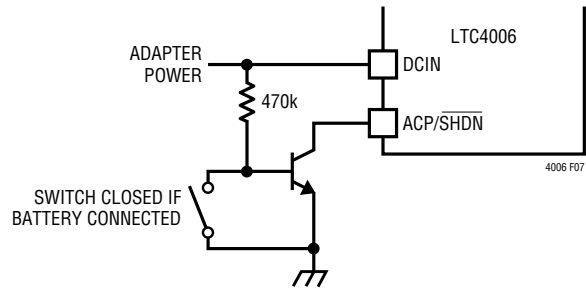 LTC4006
ADAPTER
POWER
DCIN
470k
ACP/SHDN
4006 F07
SWITCH CLOSED IF
BATTERY CONNECTED